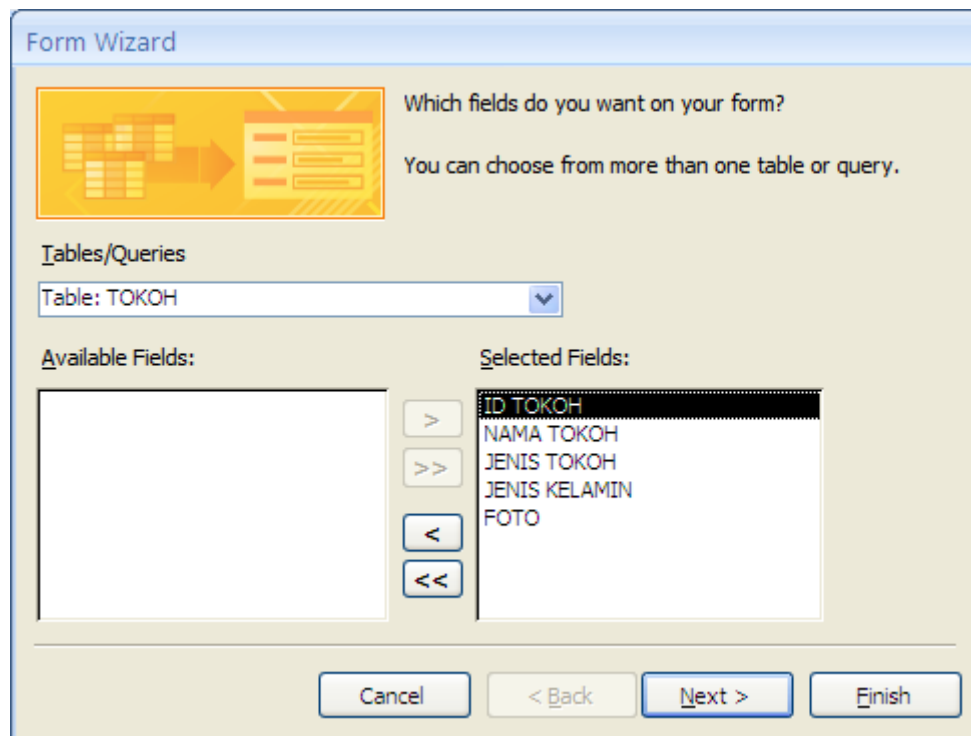 Form Wizard
Which fields do you want on your form?
You can choose from more than one table or query.
Tables/Queries
Table: TOKOH
Available Fields:
Selected Fields:
ID TOKOH
NAMA TOKOH
JENIS TOKOH
JENIS KELAMIN
FOTO
>
>>
<
<<
Cancel
< Back
Next >
Finish